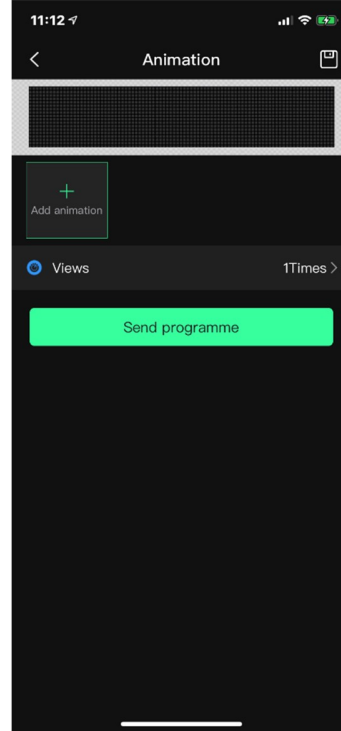 11:12
Animation
Add animation
Views
1Times
Send programme